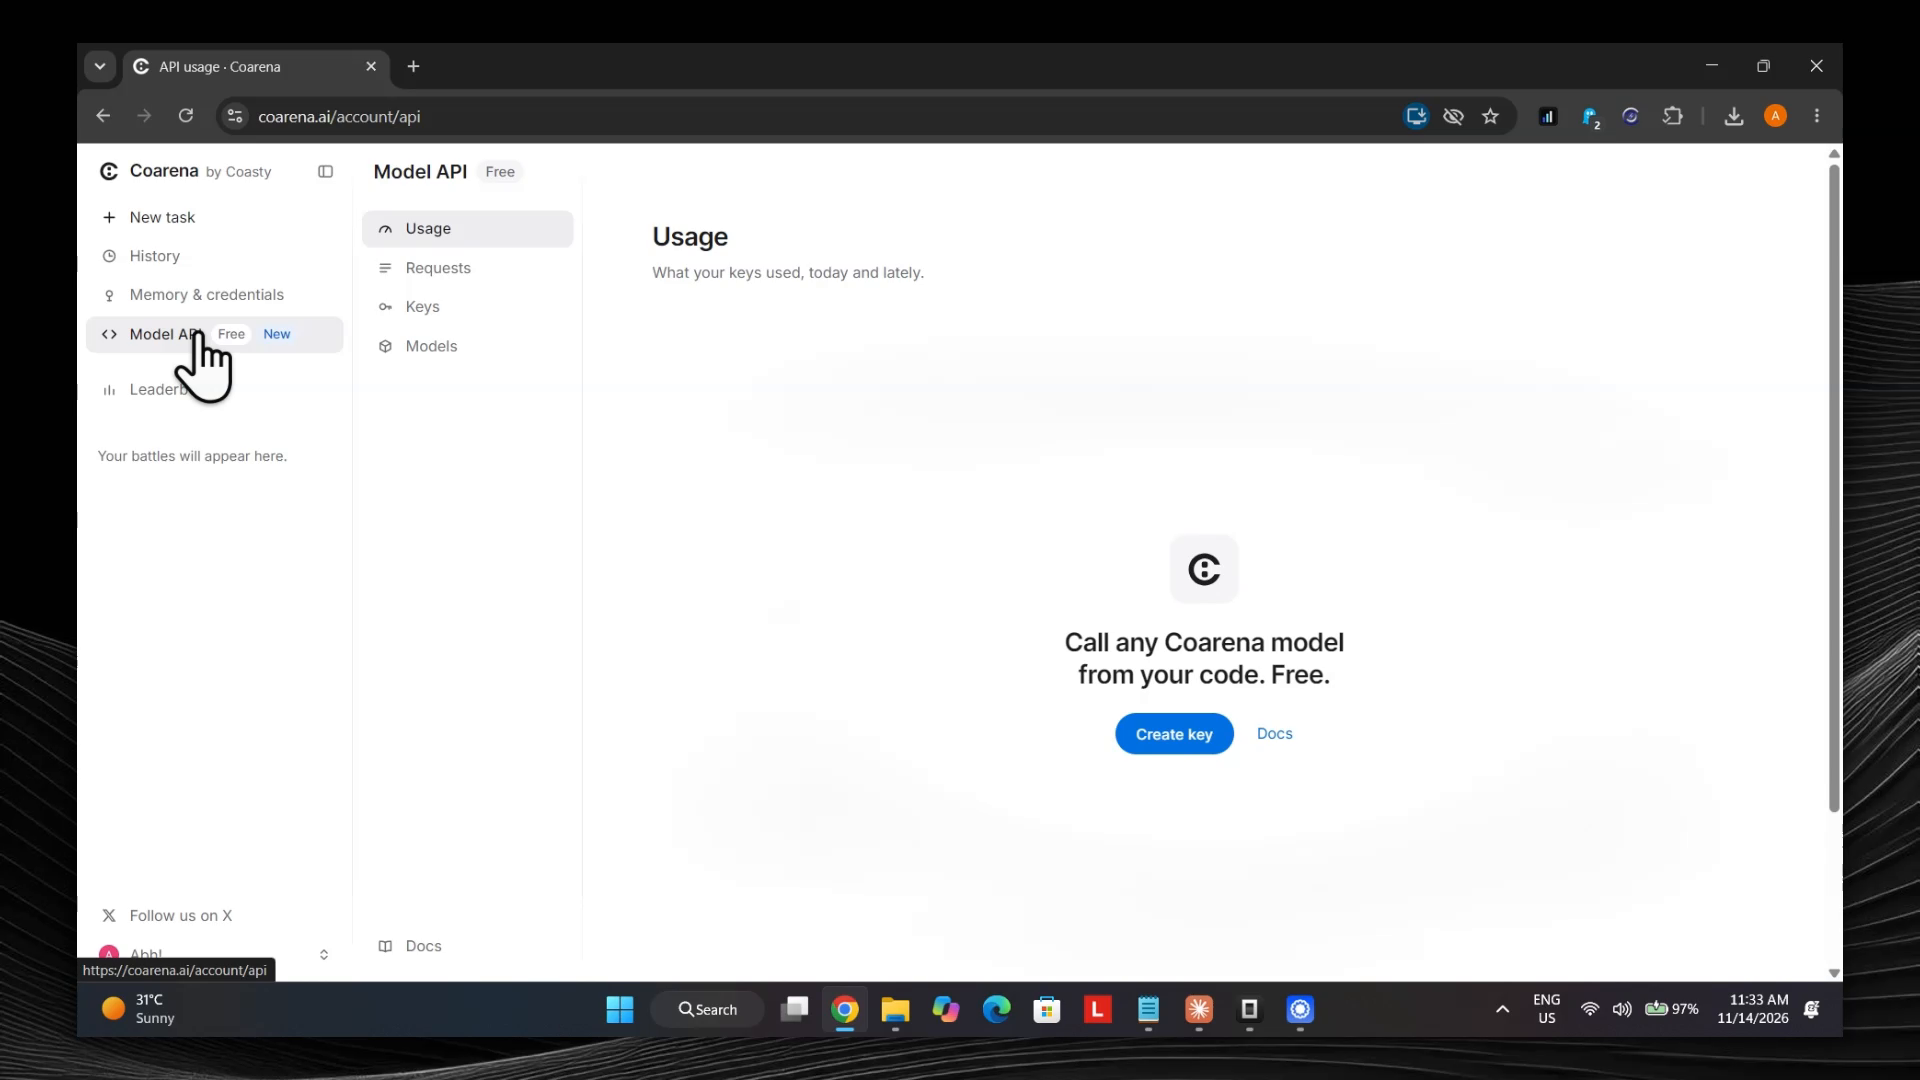 API usage · Coarena
coarena.ai/account/api
2
A
Coarena by Coasty
New task
History
Memory & credentials
Model API Free New
Your battles will appear here.
Follow us on X
https://coarena.ai/account/api
Model API Free
Usage
Requests
Keys
Models
Docs
Usage
What your keys used, today and lately.
Call any Coarena model
from your code. Free.
Create key Docs
31°C
Sunny
Search
L
ENG
US
97%
11:33 AM
11/14/2026